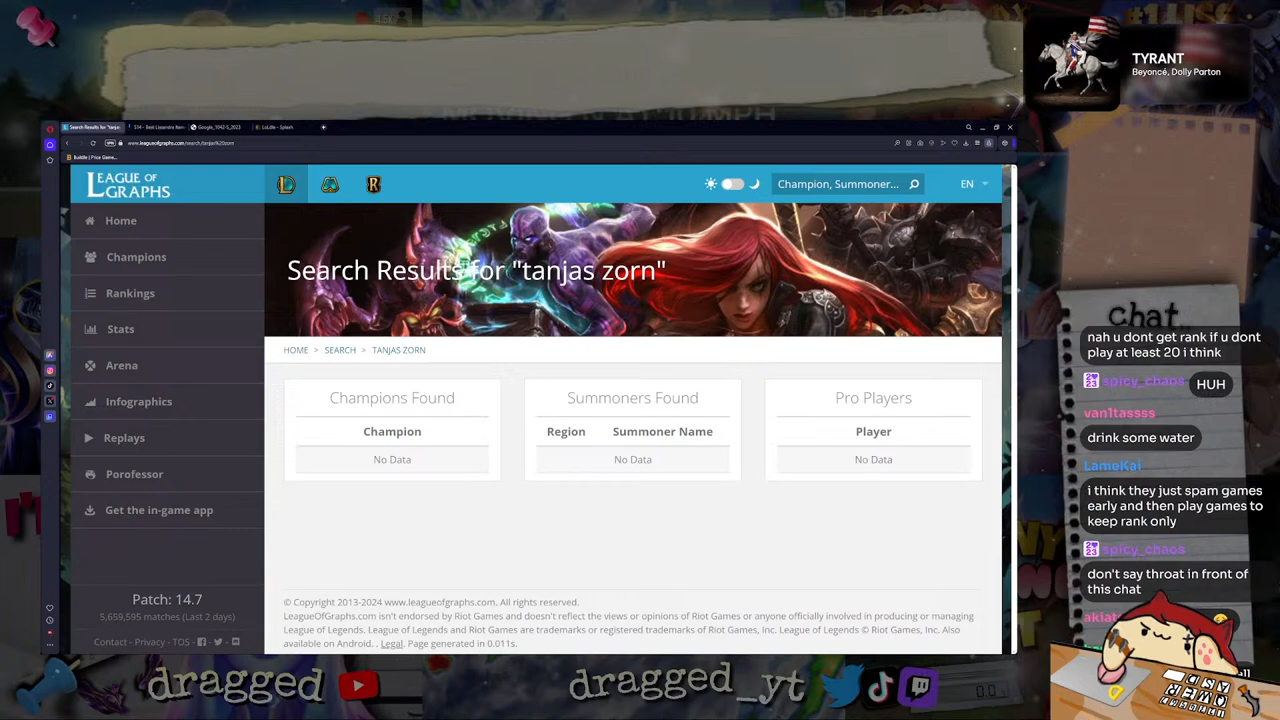 TYRANT
Beyoncé, Dolly Parton
www.leagueofgraphs.com/search/tanjas%20zorn
LEAGUE OF GRAPHS
Champion, Summoner...
EN
Home
Champions
Rankings
Stats
Arena
Infographics
Replays
Porofessor
Get the in-game app
Patch: 14.7
5,659,595 matches (Last 2 days)
Contact - Privacy - TOS -
Search Results for "tanjas zorn"
HOME > SEARCH > TANJAS ZORN
Champions Found
Champion
No Data
Summoners Found
Region Summoner Name
No Data
Pro Players
Player
No Data
© Copyright 2013-2024 www.leagueofgraphs.com. All rights reserved.
LeagueOfGraphs.com isn't endorsed by Riot Games and doesn't reflect the views or opinions of Riot Games or anyone officially involved in producing or managing
League of Legends. League of Legends and Riot Games are trademarks or registered trademarks of Riot Games, Inc. League of Legends © Riot Games, Inc. Also
available on Android. . Legal. Page generated in 0.011s.
chat..
nah u dont get rank if u dont
play at least 20 i think
spicy_chaos HUH
van1tassss
drink some water
LameKai
i think they just spam games
early and then play games to
keep rank only
spicy_chaos
don't say throat in front of
this chat
dragged
dragged_yt